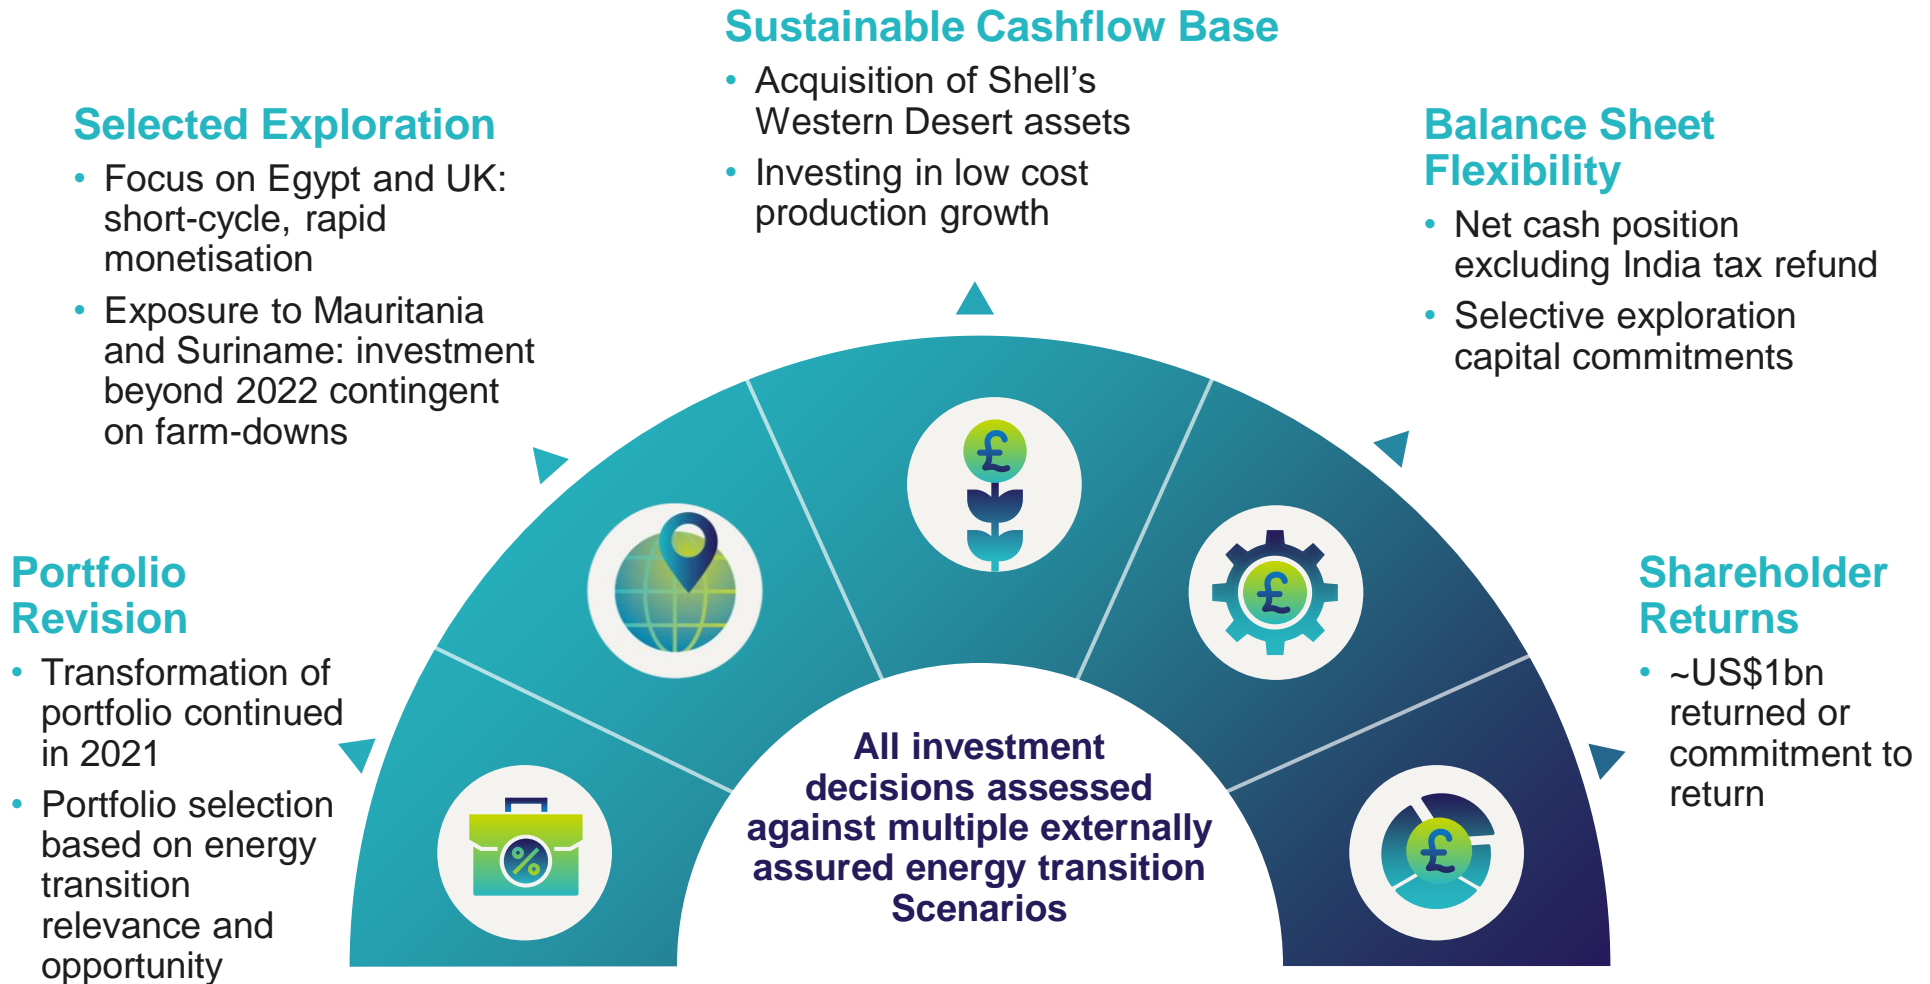 Sustainable Cashflow Base
• Acquisition of Shell's
Western Desert assets
• Investing in low cost
production growth
Selected Exploration
• Focus on Egypt and UK:
short-cycle, rapid
monetisation
• Exposure to Mauritania
and Suriname: investment
beyond 2022 contingent
on farm-downs
Balance Sheet
Flexibility
• Net cash position
excluding India tax refund
• Selective exploration
capital commitments
Portfolio
Revision
• Transformation of
portfolio continued
in 2021
• Portfolio selection
based on energy
transition
relevance and
opportunity
Shareholder
Returns
• ~US$1bn
returned or
commitment to
return
£
£
£
%
All investment
decisions assessed
against multiple externally
assured energy transition
Scenarios